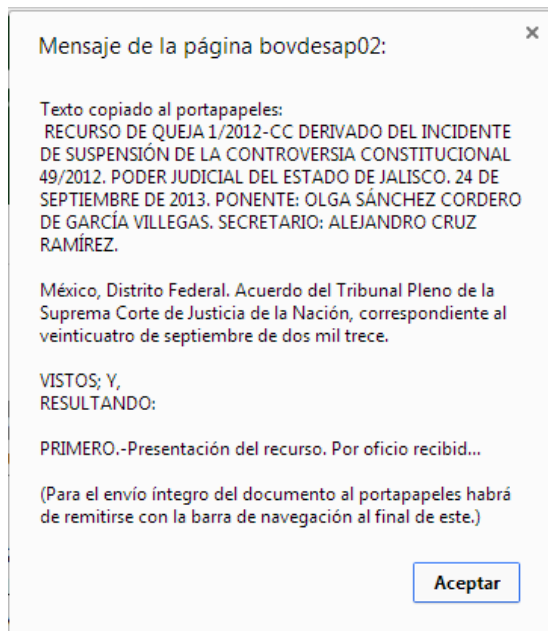 Mensaje de la página bovdesap02:
×
Texto copiado al portapapeles:
RECURSO DE QUEJA 1/2012-CC DERIVADO DEL INCIDENTE
DE SUSPENSIÓN DE LA CONTROVERSIA CONSTITUCIONAL
49/2012. PODER JUDICIAL DEL ESTADO DE JALISCO. 24 DE
SEPTIEMBRE DE 2013. PONENTE: OLGA SÁNCHEZ CORDERO
DE GARCÍA VILLEGAS. SECRETARIO: ALEJANDRO CRUZ
RAMÍREZ.
México, Distrito Federal. Acuerdo del Tribunal Pleno de la
Suprema Corte de Justicia de la Nación, correspondiente al
veinticuatro de septiembre de dos mil trece.
VISTOS; Y,
RESULTANDO:
PRIMERO.-Presentación del recurso. Por oficio recibid...
(Para el envío íntegro del documento al portapapeles habrá
de remitirse con la barra de navegación al final de este.)
Aceptar